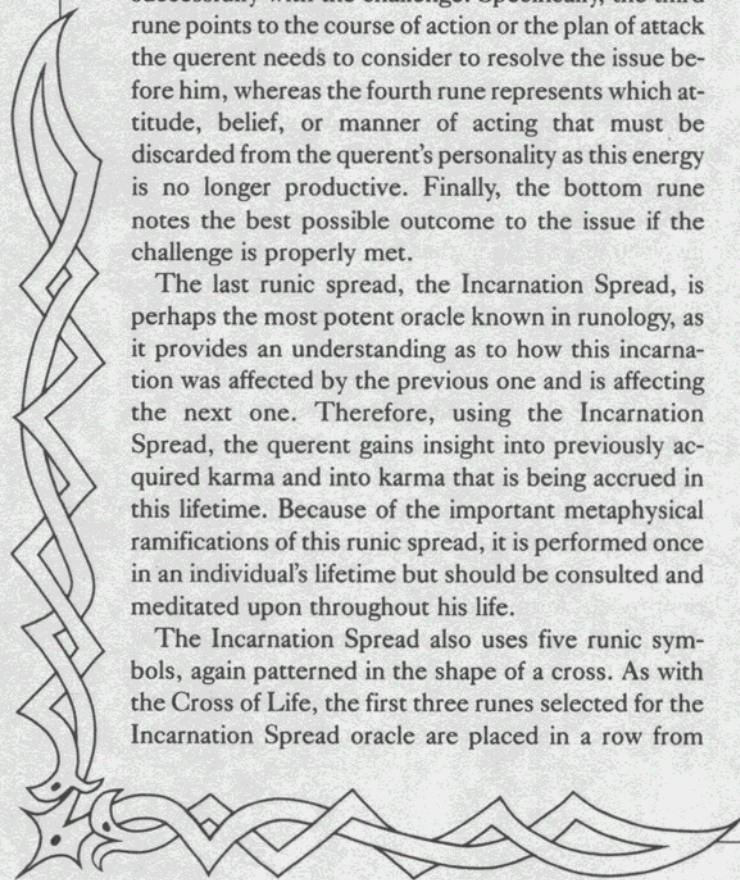 rune points to the course of action or the plan of attack
the querent needs to consider to resolve the issue be-
fore him, whereas the fourth rune represents which at-
titude, belief, or manner of acting that must be
discarded from the querent's personality as this energy
is no longer productive. Finally, the bottom rune
notes the best possible outcome to the issue if the
challenge is properly met.
The last runic spread, the Incarnation Spread, is
perhaps the most potent oracle known in runology, as
it provides an understanding as to how this incarna-
tion was affected by the previous one and is affecting
the next one. Therefore, using the Incarnation
Spread, the querent gains insight into previously ac-
quired karma and into karma that is being accrued in
this lifetime. Because of the important metaphysical
ramifications of this runic spread, it is performed once
in an individual's lifetime but should be consulted and
meditated upon throughout his life.
The Incarnation Spread also uses five runic sym-
bols, again patterned in the shape of a cross. As with
the Cross of Life, the first three runes selected for the
Incarnation Spread oracle are placed in a row from